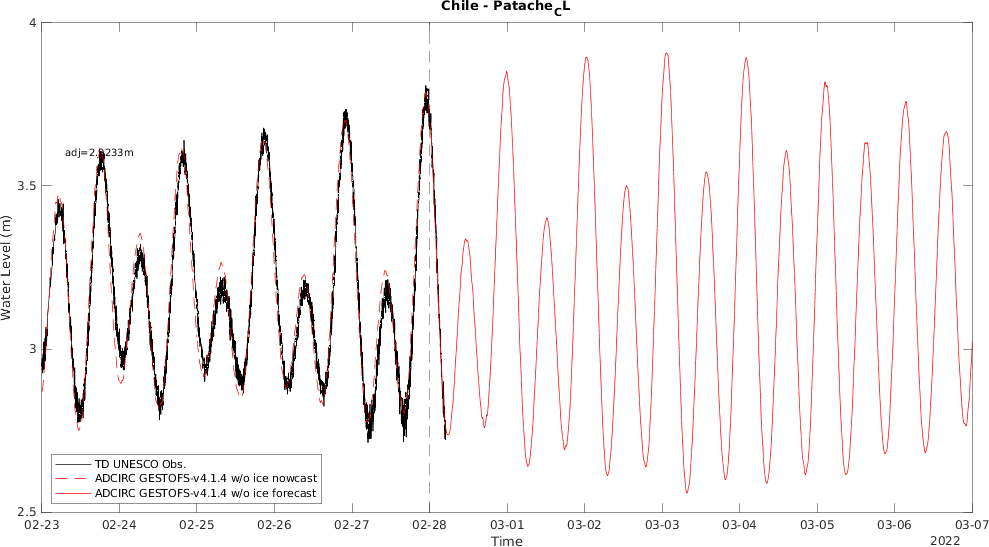 Chile - Patache_CL
4
3.5
3
2.5
Water Level (m)
adj=2.3233m
TD UNESCO Obs.
ADCIRC GESTOFS-v4.1.4 w/o ice nowcast
ADCIRC GESTOFS-v4.1.4 w/o ice forecast
02-23 02-24 02-25 02-26 02-27 02-28 03-01 03-02 03-03 03-04 03-05 03-06 03-07
Time
2022